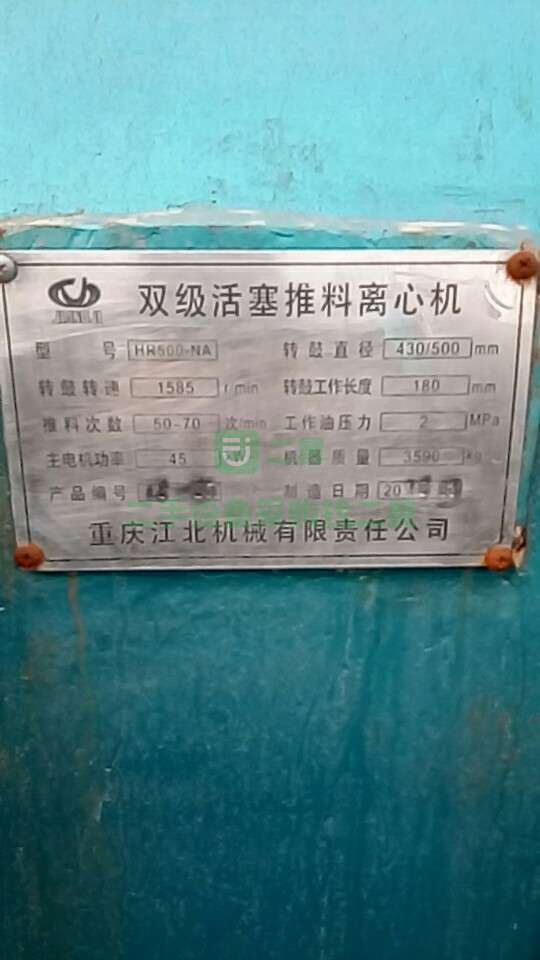 双级活塞推料离心机
型 号 HR500-NA 转鼓直径 430/500 mm
转鼓转速 1585 r/min 转鼓工作长度 180 mm
推料次数 50-70 次/min 工作油压力 2 MPa
主电机功率 45 KW 机器质量 3590 kg
产品编号 制造日期 20
重庆江北机械有限责任公司